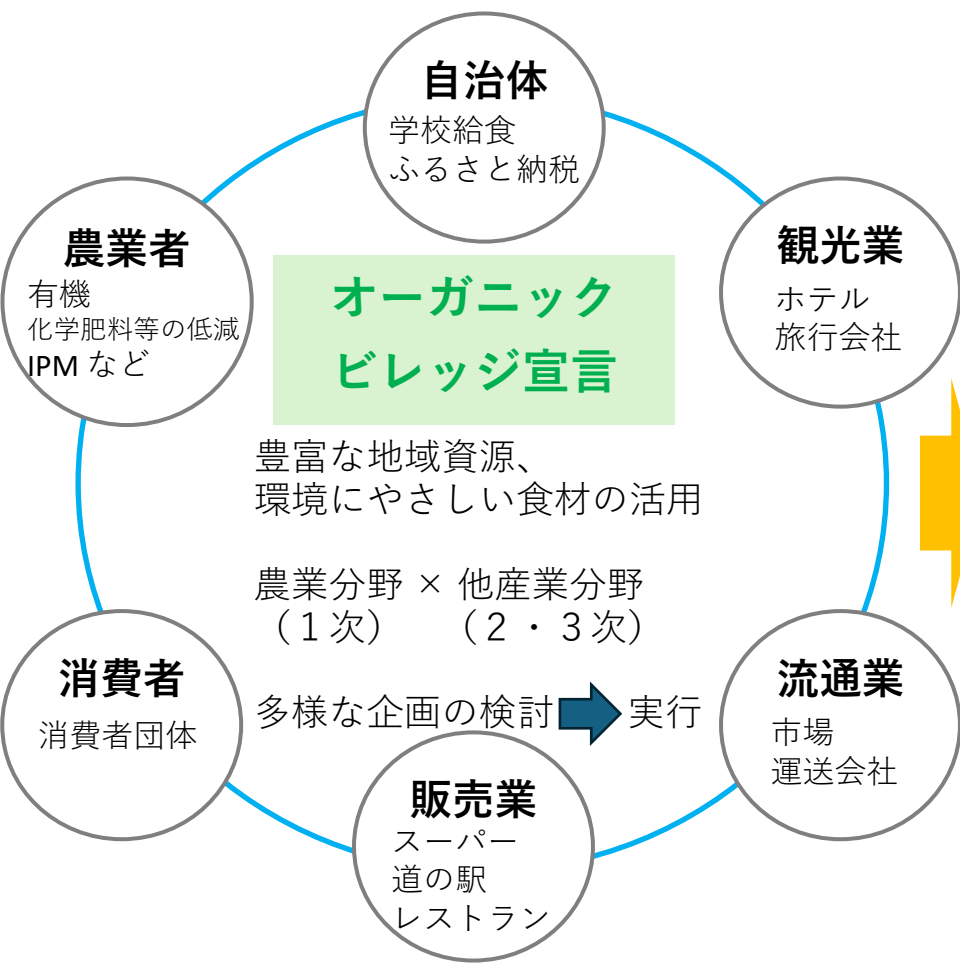 自治体
学校給食
ふるさと納税
農業者
有機
化学肥料等の低減
IPM など
観光業
ホテル
旅行会社
オーガニック
ビレッジ宣言
豊富な地域資源、
環境にやさしい食材の活用
農業分野 × 他産業分野
（１次） （２・３次）
多様な企画の検討 実行
消費者
消費者団体
流通業
市場
運送会社
販売業
スーパー
道の駅
レストラン